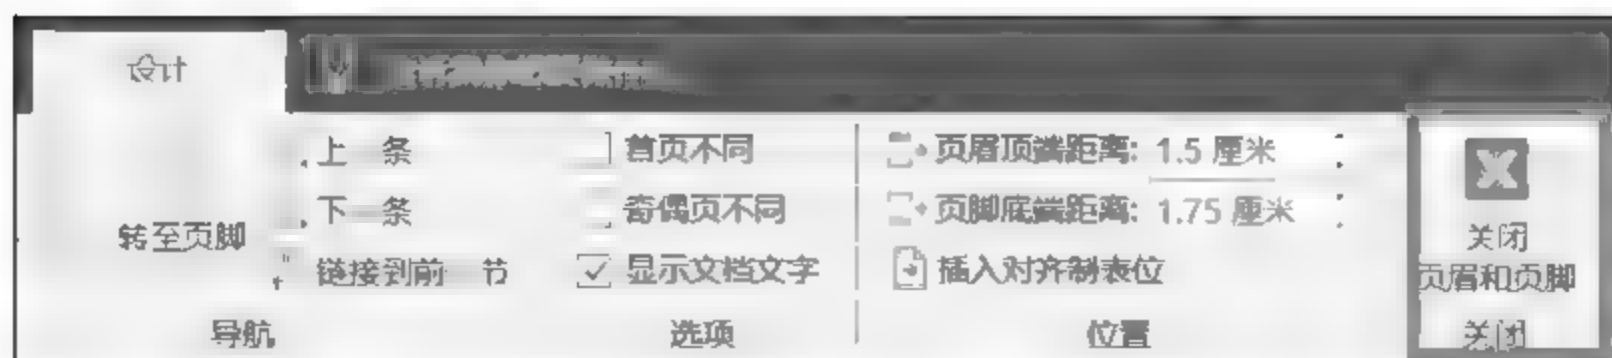 设计
上一条
首页不同
页眉顶端距离: 1.5 厘米
下一条
奇偶页不同
页脚底端距离: 1.75 厘米
转至页脚
链接到前一节
显示文档文字
插入对齐制表位
关闭
页眉和页脚
导航
选项
位置
关闭